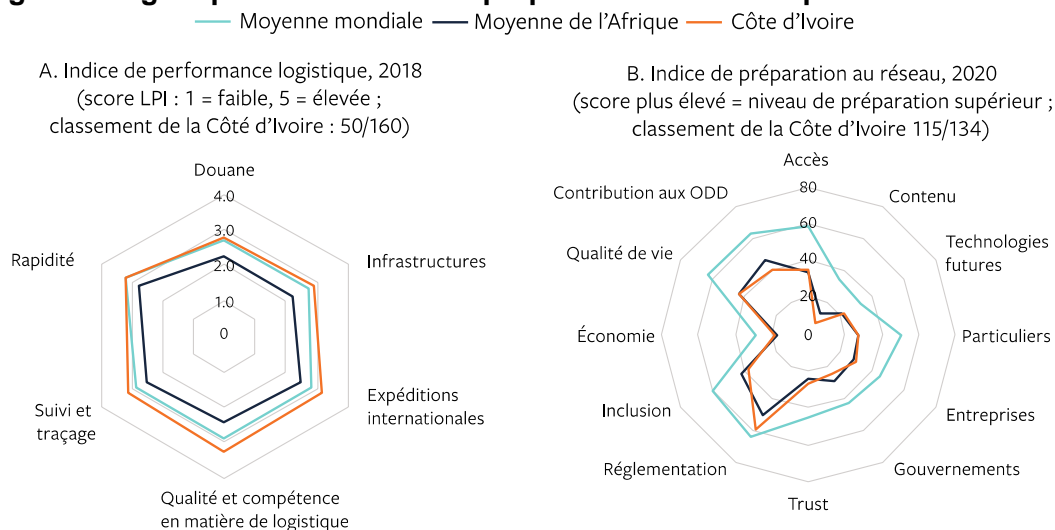 Moyenne mondiale Moyenne de l'Afrique Côte d'Ivoire
A. Indice de performance logistique, 2018
(score LPI : 1 = faible, 5 = élevée ;
classement de la Côté d'Ivoire : 50/160)
Douane
4.0
3.0
2.0
1.0
0
Rapidité
Infrastructures
Suivi et
traçage
Expéditions
internationales
Qualité et compétence
en matière de logistique
B. Indice de préparation au réseau, 2020
(score plus élevé = niveau de préparation supérieur ;
classement de la Côte d'Ivoire 115/134)
Accès
80
60
40
20
0
Contribution aux ODD
Contenu
Qualité de vie
Technologies
futures
Économie
Particuliers
Inclusion
Entreprises
Réglementation
Gouvernements
Trust